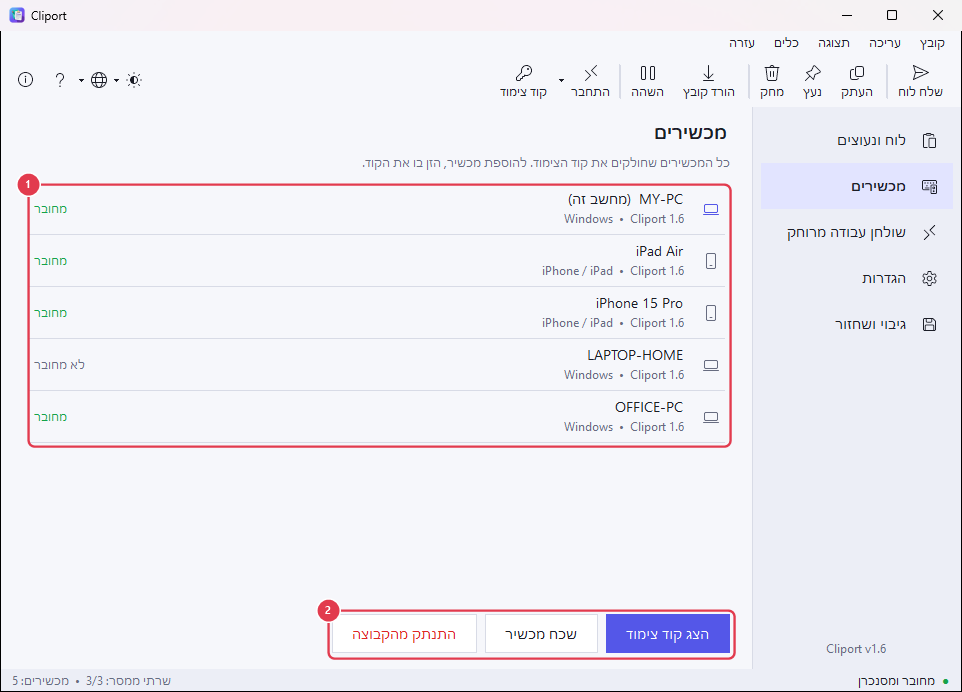 Cliport
קובץ עריכה תצוגה כלים עזרה
שלח לוח העתק נעץ מחק הורד קובץ השהה התחבר קוד צימוד
לוח ונעוצים
מכשירים
שולחן עבודה מרוחק
הגדרות
גיבוי ושחזור
Cliport v1.6
מכשירים
כל המכשירים שחולקים את קוד הצימוד. להוספת מכשיר, הזן בו את הקוד.
1
MY-PC (מחשב זה) מחובר
Windows • Cliport 1.6
iPad Air מחובר
iPhone / iPad • Cliport 1.6
iPhone 15 Pro מחובר
iPhone / iPad • Cliport 1.6
LAPTOP-HOME לא מחובר
Windows • Cliport 1.6
OFFICE-PC מחובר
Windows • Cliport 1.6
2
הצג קוד צימוד שכח מכשיר התנתק מהקבוצה
מחובר ומסנכרן שרתי ממסר: 3/3 • מכשירים: 5